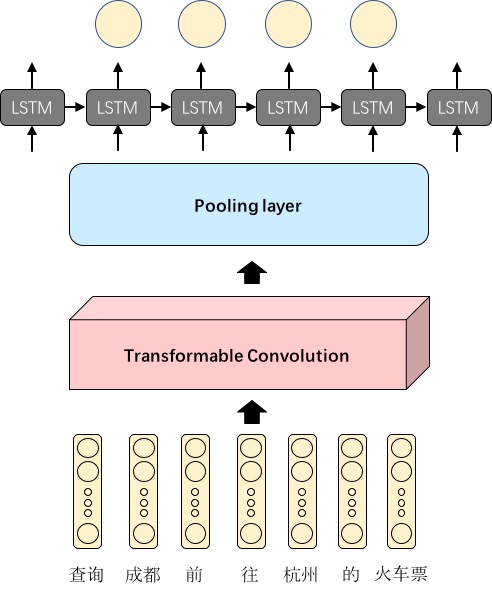 LSTM LSTM LSTM LSTM LSTM LSTM
Pooling layer
Transformable Convolution
查询 成都 前 往 杭州 的 火车票